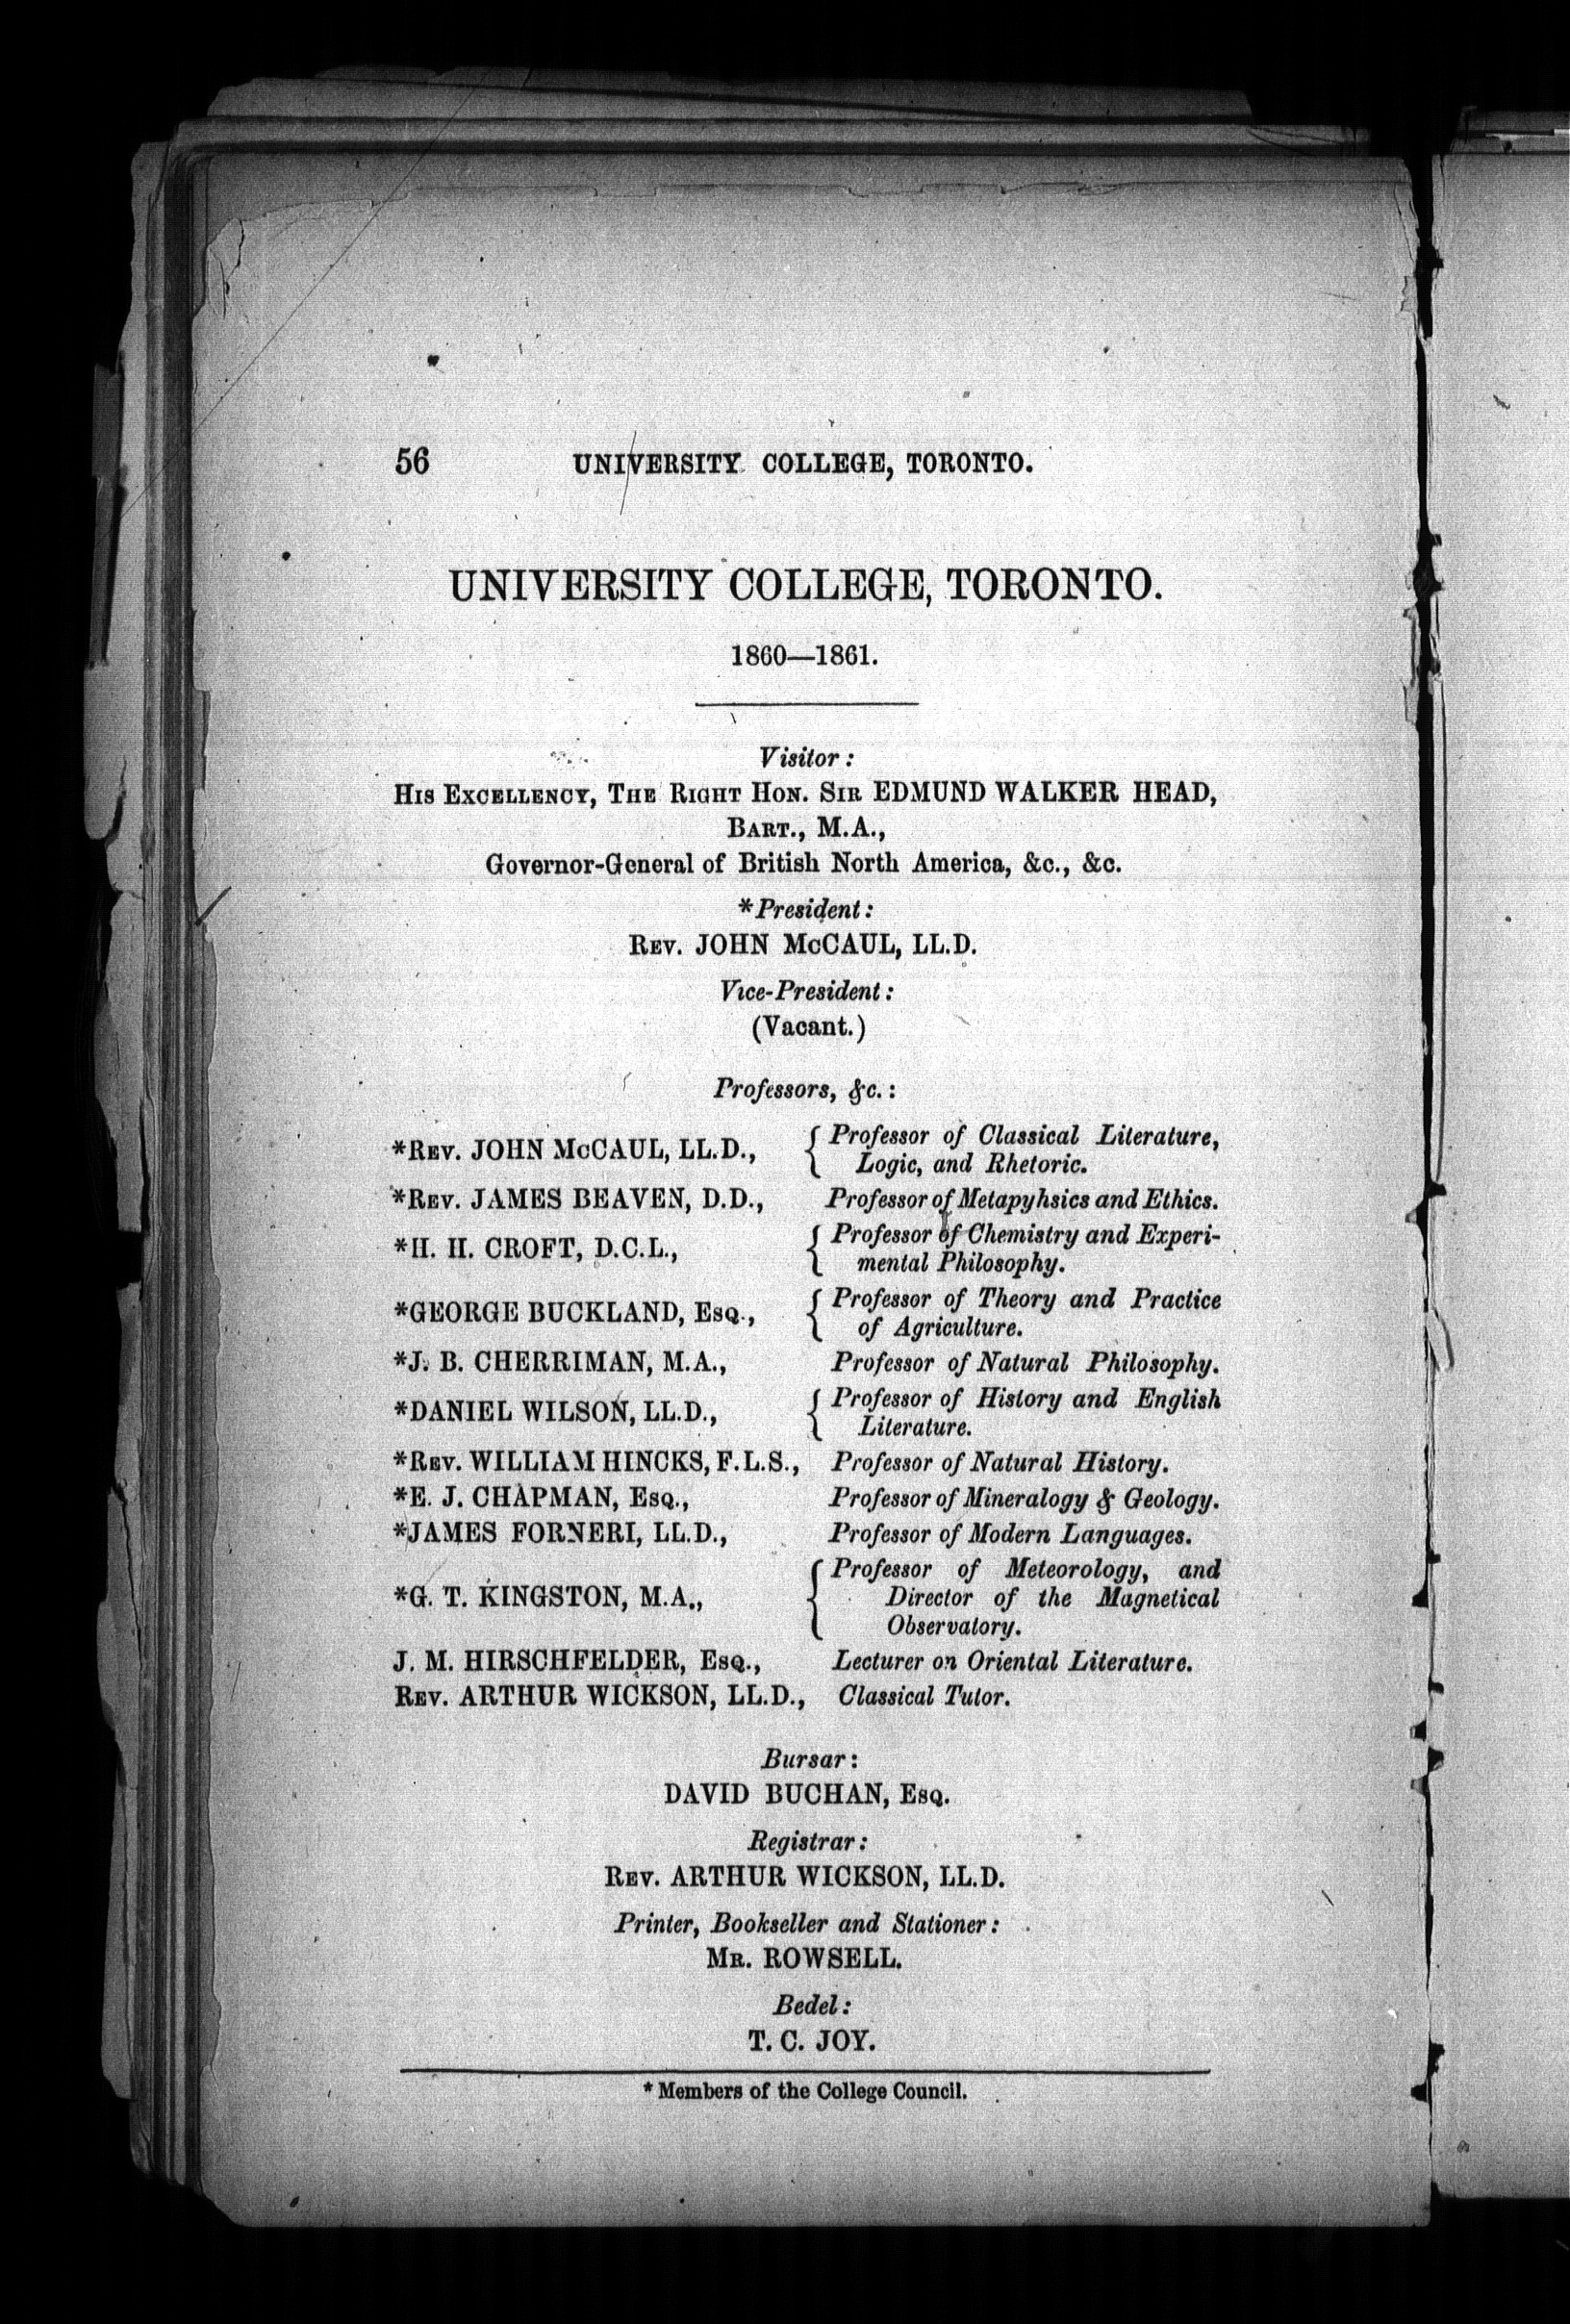 56 UNIVERSITY COLLEGE, TORONTO.
UNIVERSITY COLLEGE, TORONTO.
1860—1861.
Visitor:
HIS EXCELLENCY, THE RIGHT HON. SIR EDMUND WALKER HEAD,
BART., M.A.,
Governor-General of British North America, &c., &c.
*President:
REV. JOHN McCAUL, LL.D.
Vice-President:
(Vacant.)
Professors, &c.:
*REV. JOHN McCAUL, LL.D., { Professor of Classical Literature,
Logic, and Rhetoric.
*REV. JAMES BEAVEN, D.D., Professor of Metapyhsics and Ethics.
*H. H. CROFT, D.C.L., { Professor of Chemistry and Experi-
mental Philosophy.
*GEORGE BUCKLAND, ESQ., { Professor of Theory and Practice
of Agriculture.
*J. B. CHERRIMAN, M.A., Professor of Natural Philosophy.
*DANIEL WILSON, LL.D., { Professor of History and English
Literature.
*REV. WILLIAM HINCKS, F.L.S., Professor of Natural History.
*E. J. CHAPMAN, ESQ., Professor of Mineralogy & Geology.
*JAMES FORNERI, LL.D., Professor of Modern Languages.
*G. T. KINGSTON, M.A., { Professor of Meteorology, and
Director of the Magnetical
Observatory.
J. M. HIRSCHFELDER, ESQ., Lecturer on Oriental Literature.
REV. ARTHUR WICKSON, LL.D., Classical Tutor.
Bursar:
DAVID BUCHAN, ESQ.
Registrar:
REV. ARTHUR WICKSON, LL.D.
Printer, Bookseller and Stationer:
MR. ROWSELL.
Bedel:
T. C. JOY.
* Members of the College Council.